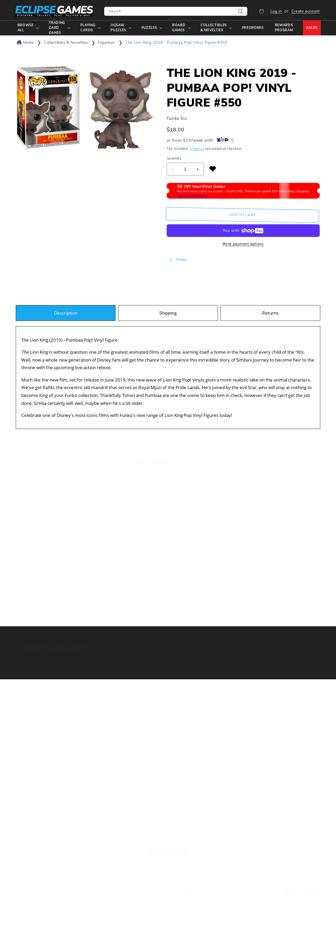 ECLIPSE GAMES
Search
Log in or Create account
BROWSE ALL
TRADING CARD GAMES
PLAYING CARDS
JIGSAW PUZZLES
PUZZLES
BOARD GAMES
COLLECTIBLES & NOVELTIES
PREORDERS
REWARDS PROGRAM
SALE!
Home > Collectibles & Novelties > Figurines > The Lion King 2019 - Pumbaa Pop! Vinyl Figure #550
POP!
550
PUMBAA
THE LION KING 2019 -
PUMBAA POP! VINYL
FIGURE #550
Funko Inc.
$18.00
or from $10/week with
Tax included. Shipping calculated at checkout.
Quantity
- 1 +
$5 OFF Your First Order
ADD TO CART
Buy with shop Pay
More payment options
Share
Description
Shipping
Returns
The Lion King (2019) - Pumbaa Pop! Vinyl Figure
The Lion King is without question one of the greatest animated films of all time, earning itself a home in the hearts of every child of the '90s.
Well, now a whole new generation of Disney fans will get the chance to experience this incredible story of Simba's journey to become heir to the
throne with the upcoming live-action reboot.
Much like the new film, set for release in June 2019, this new wave of Lion King Pop! Vinyls gives a more realistic take on the animal characters.
We've got Rafiki, the eccentric old mandrill that serves as Royal Mjuzi of the Pride Lands. He's joined by the evil Scar, who will stop at nothing to
become King of your Funko collection. Thankfully Timon and Pumbaa are one the scene to keep him in check, however if they can't get the job
done, Simba certainly will, well, maybe when he's a bit older.
Celebrate one of Disney's most iconic films with Funko's new range of Lion King Pop! Vinyl Figures today!